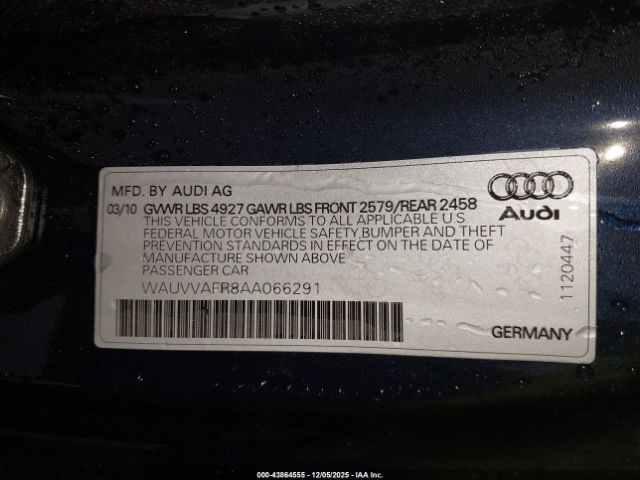 MFD. BY AUDI AG
03/10 GVWR LBS 4927 GAWR LBS FRONT 2579/REAR 2458
THIS VEHICLE CONFORMS TO ALL APPLICABLE U S
FEDERAL MOTOR VEHICLE SAFETY,BUMPER AND THEFT
PREVENTION STANDARDS IN EFFECT ON THE DATE OF
MANUFACTURE SHOWN ABOVE
PASSENGER CAR
WAUVVAFR8AA066291
Audi
1120447
GERMANY
000-43864555 - 12/05/2025 - IAA Inc.